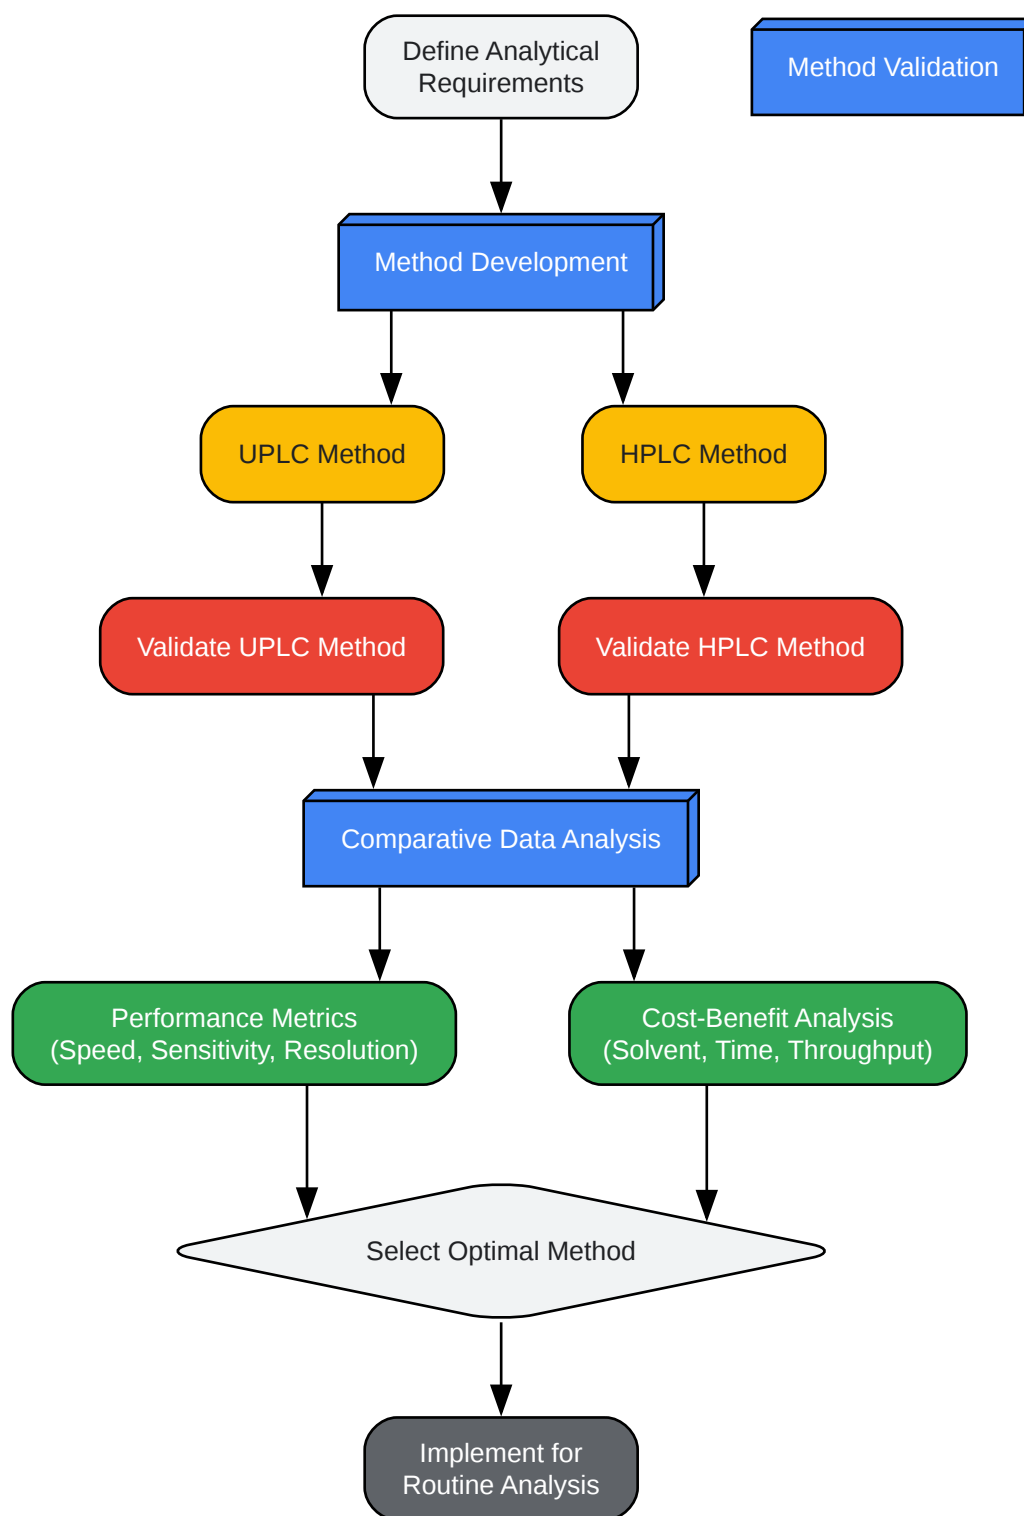 Define Analytical
Requirements
Method Validation
Method Development
UPLC Method
HPLC Method
Validate UPLC Method
Validate HPLC Method
Comparative Data Analysis
Performance Metrics
(Speed, Sensitivity, Resolution)
Cost-Benefit Analysis
(Solvent, Time, Throughput)
Select Optimal Method
Implement for
Routine Analysis